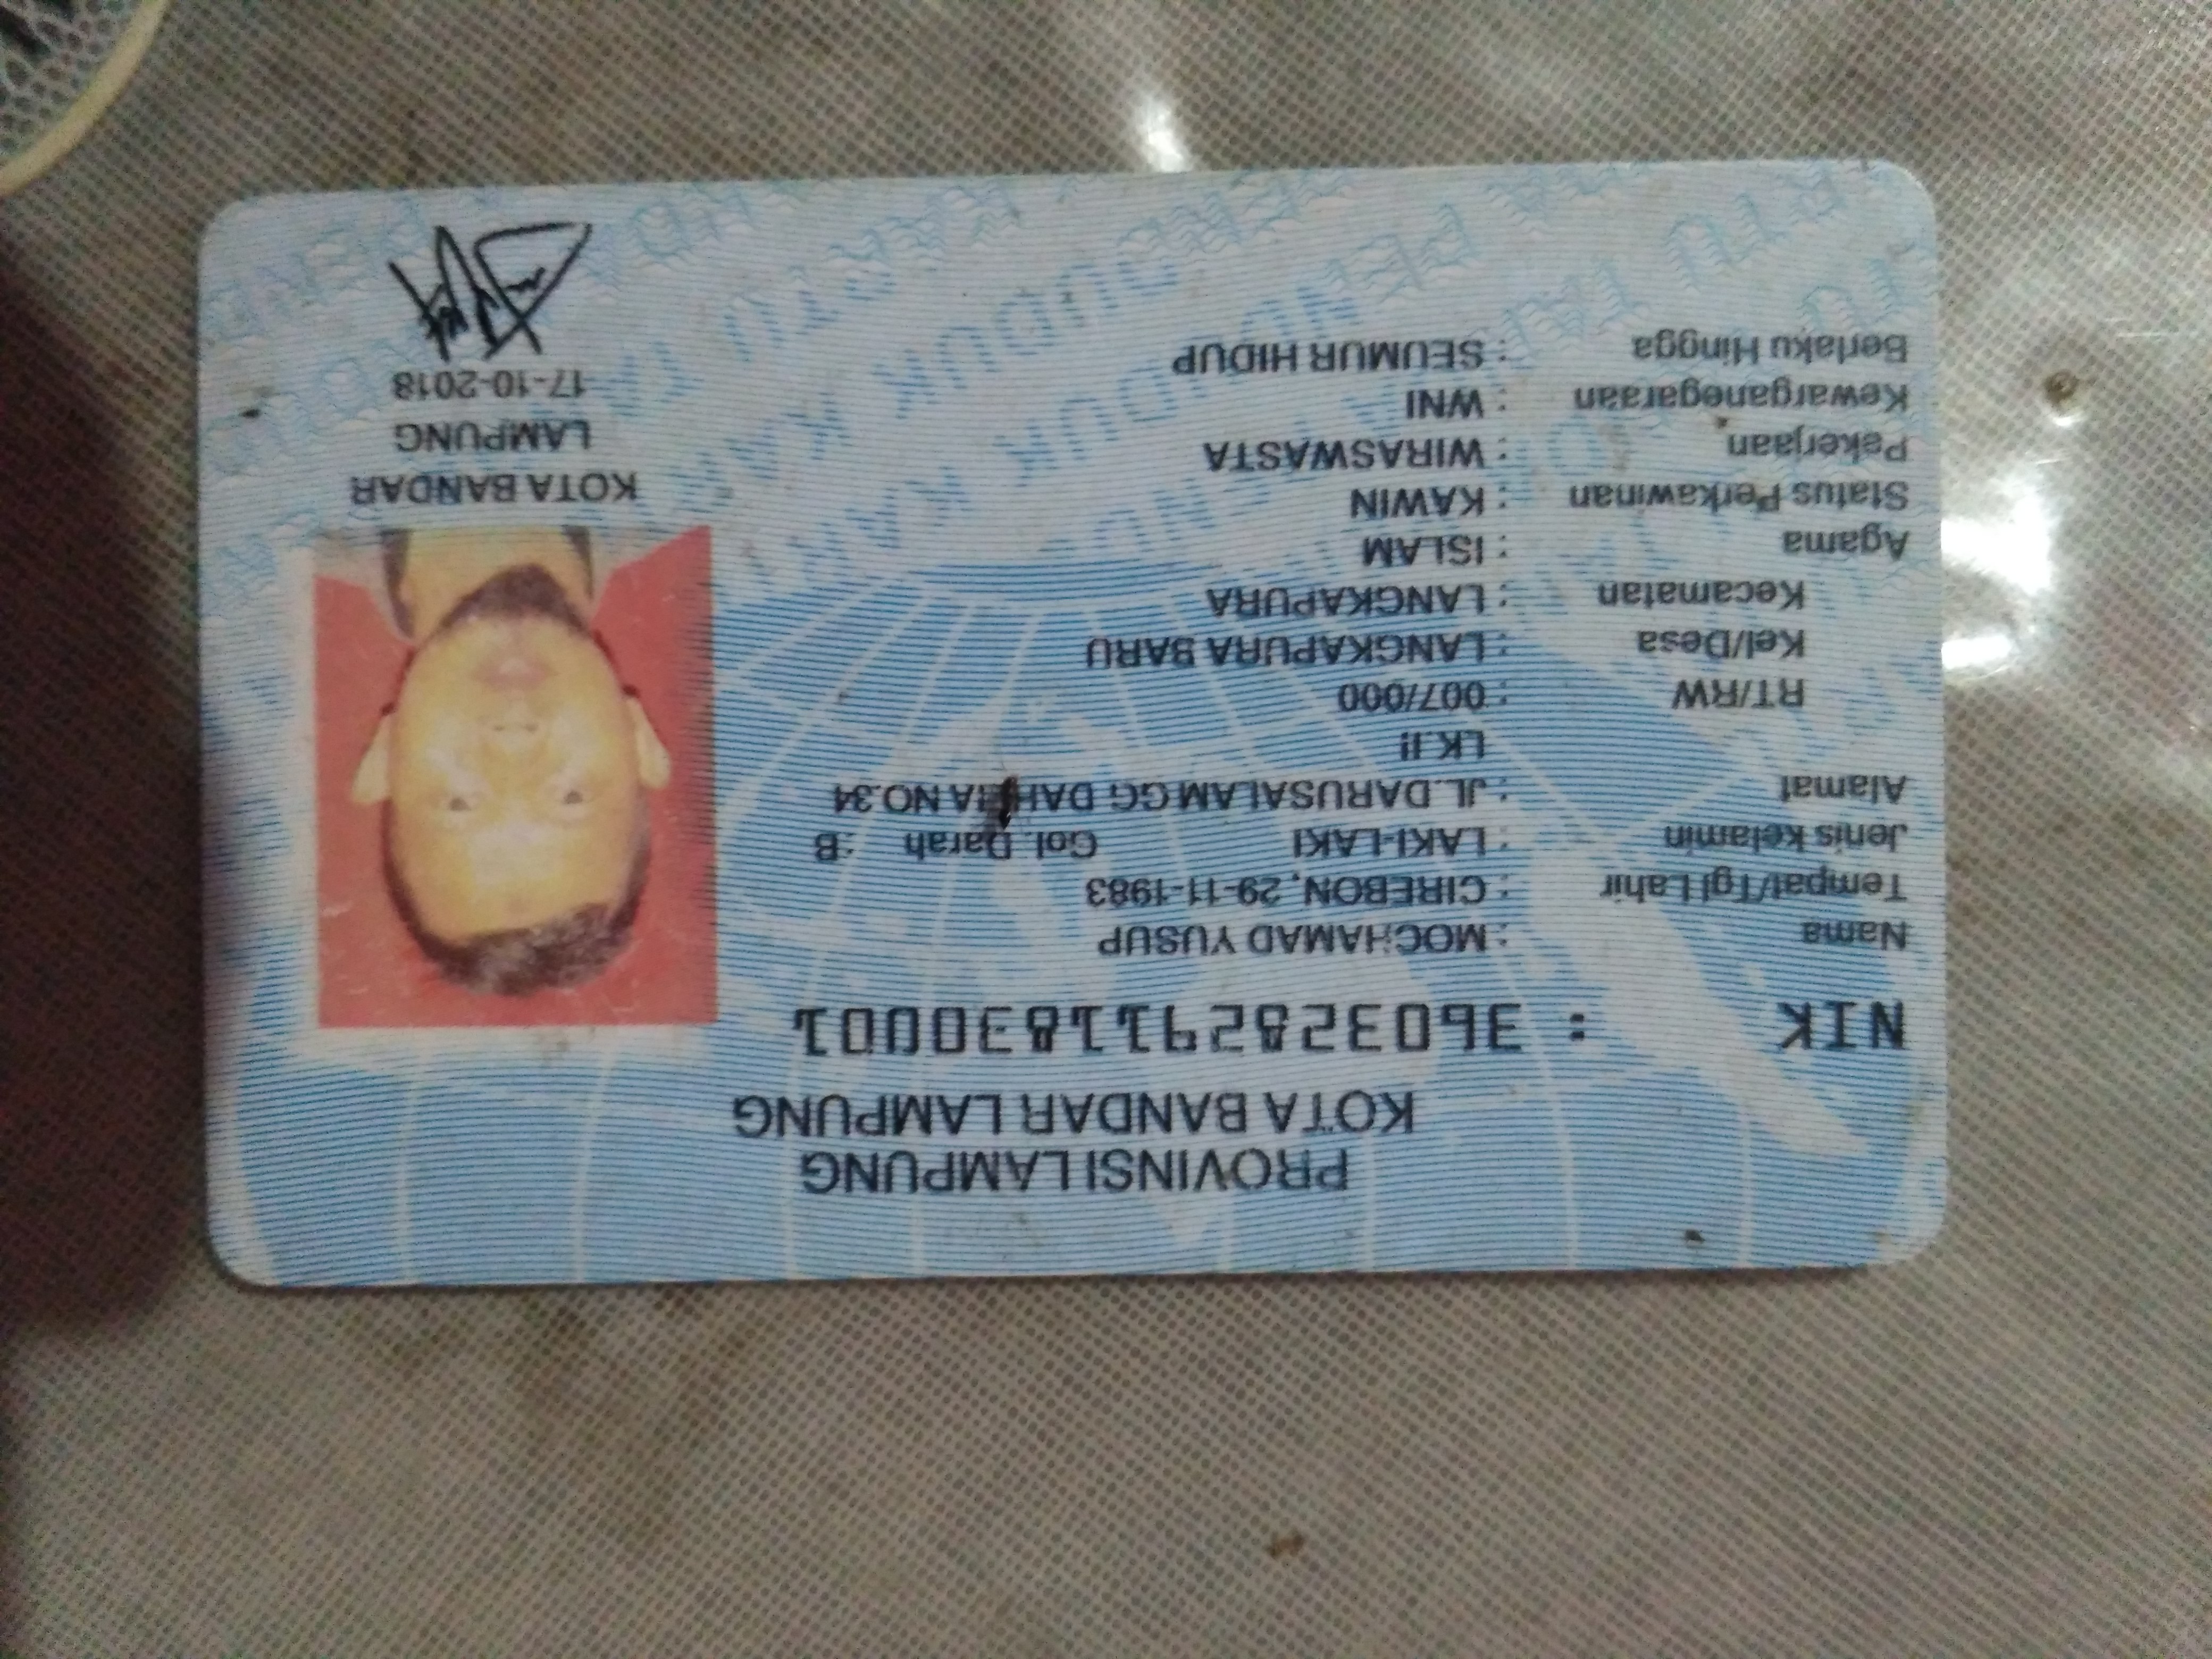 PROVINSI LAMPUNG
KOTA BANDAR LAMPUNG
NIK : 3603282911830001
Nama : MOCHAMAD YUSUP
Tempat/Tgl Lahir : CIREBON, 29-11-1983
Jenis kelamin : LAKI-LAKI Gol. Darah : B
Alamat : JL.DARUSALAM GG DAHLIA NO.34
LK.II
RT/RW : 007/000
Kel/Desa : LANGKAPURA BARU
Kecamatan : LANGKAPURA
Agama : ISLAM
Status Perkawinan : KAWIN
Pekerjaan : WIRASWASTA
Kewarganegaraan : WNI
Berlaku Hingga : SEUMUR HIDUP
KOTA BANDAR
LAMPUNG
17-10-2018